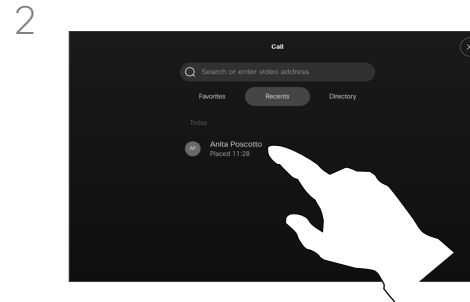 2
Call
Search or enter video address
Favorites Recents Directory
Today
AP
Anita Poscotto
Placed 11:28